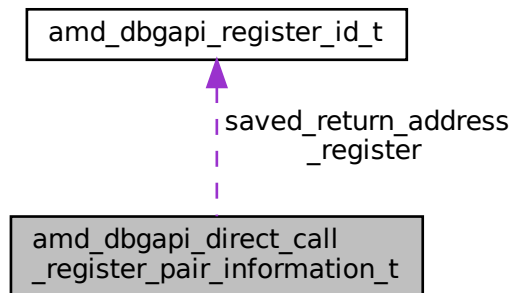 amd_dbgapi_register_id_t
saved_return_address
_register
amd_dbgapi_direct_call
_register_pair_information_t